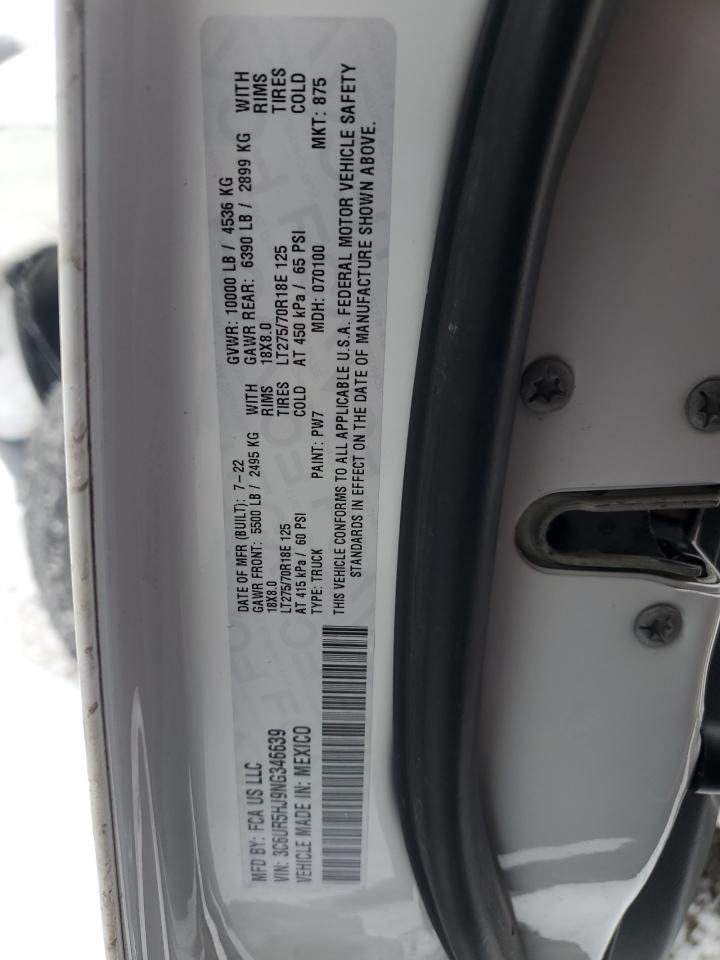 MFD BY: FCA US LLC
VIN: 3C6UR5HJ9NG346639
VEHICLE MADE IN: MEXICO
DATE OF MFR (BUILT): 7-22 GVWR: 10000 LB / 4536 KG
GAWR FRONT: 5500 LB / 2495 KG WITH GAWR REAR: 6390 LB / 2899 KG WITH
18X8.0 RIMS 18X8.0 RIMS
LT275/70R18E 125 TIRES LT275/70R18E 125 TIRES
AT 415 kPa / 60 PSI COLD AT 450 kPa / 65 PSI COLD
TYPE: TRUCK PAINT: PW7 MDH: 070100 MKT: 875
THIS VEHICLE CONFORMS TO ALL APPLICABLE U.S.A. FEDERAL MOTOR VEHICLE SAFETY
STANDARDS IN EFFECT ON THE DATE OF MANUFACTURE SHOWN ABOVE.